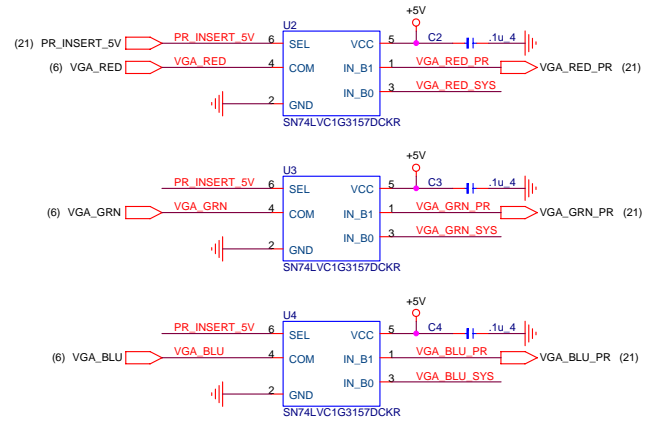 +5V
U2
(21) PR_INSERT_5V PR_INSERT_5V 6 SEL VCC 5 C2 .1u_4
(6) VGA_RED VGA_RED 4 COM IN_B1 1 VGA_RED_PR VGA_RED_PR (21)
IN_B0 3 VGA_RED_SYS
2 GND
SN74LVC1G3157DCKR
+5V
U3
PR_INSERT_5V 6 SEL VCC 5 C3 .1u_4
(6) VGA_GRN VGA_GRN 4 COM IN_B1 1 VGA_GRN_PR VGA_GRN_PR (21)
IN_B0 3 VGA_GRN_SYS
2 GND
SN74LVC1G3157DCKR
+5V
U4
PR_INSERT_5V 6 SEL VCC 5 C4 .1u_4
(6) VGA_BLU VGA_BLU 4 COM IN_B1 1 VGA_BLU_PR VGA_BLU_PR (21)
IN_B0 3 VGA_BLU_SYS
2 GND
SN74LVC1G3157DCKR